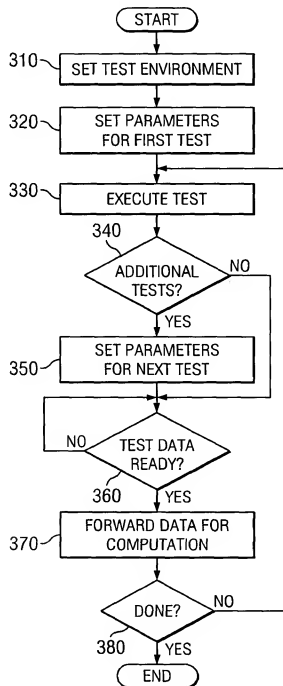 START
310
SET TEST ENVIRONMENT
320
SET PARAMETERS
FOR FIRST TEST
330
EXECUTE TEST
340
ADDITIONAL
TESTS?
NO
YES
350
SET PARAMETERS
FOR NEXT TEST
NO
TEST DATA
READY?
360
YES
370
FORWARD DATA FOR
COMPUTATION
DONE?
NO
380
YES
END